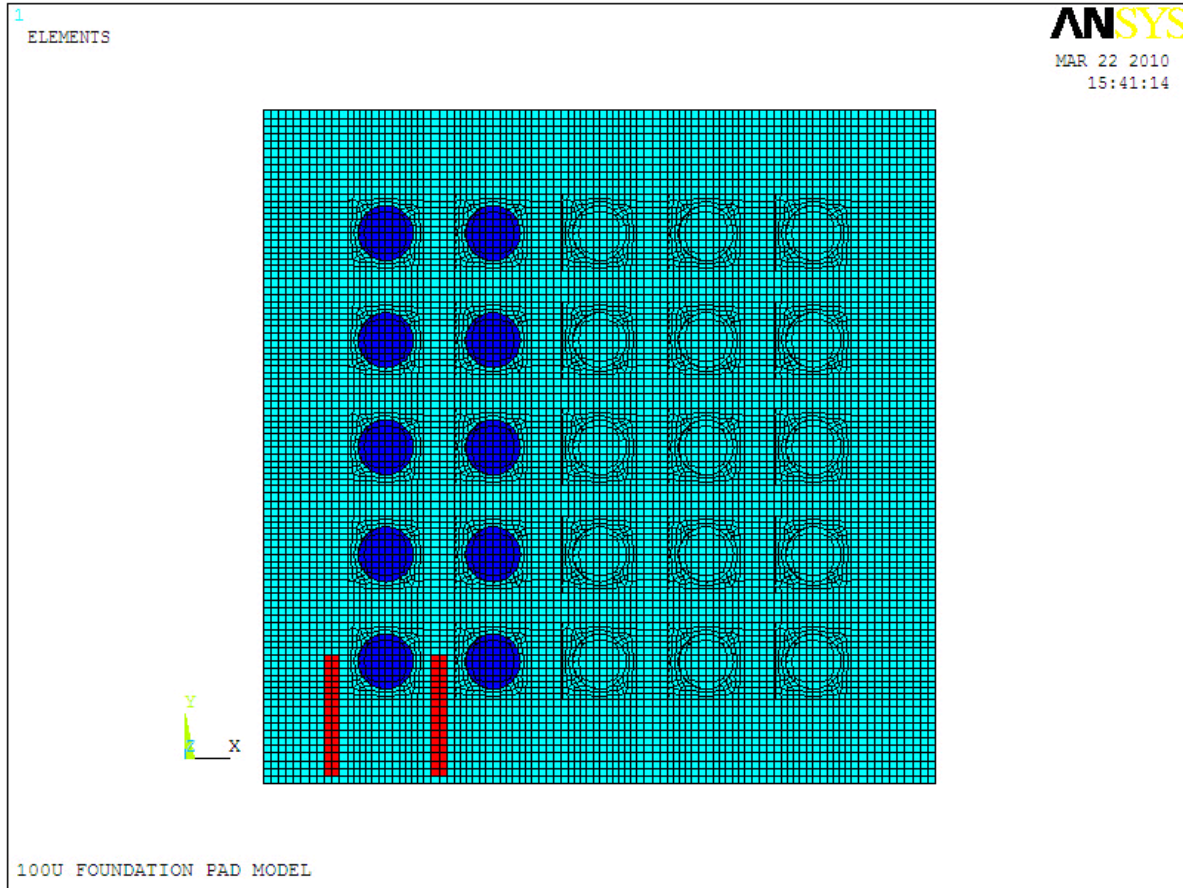 1
ELEMENTS
ANSYS
MAR 22 2010
15:41:14
Y
Z
X
100U FOUNDATION PAD MODEL